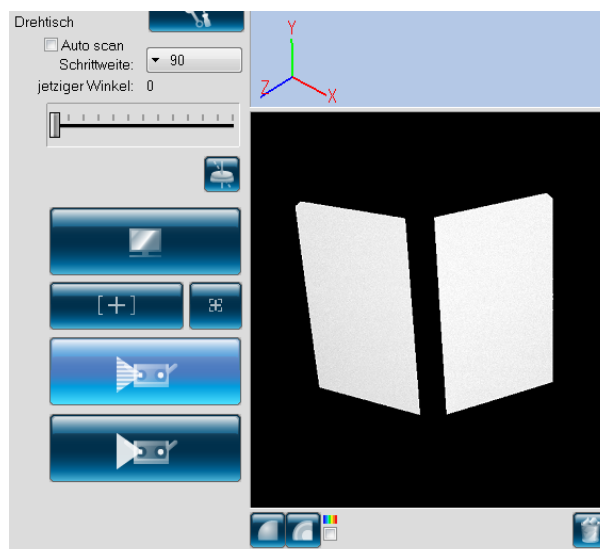 Drehtisch
Auto scan
Schrittweite: 90
jetziger Winkel: 0
Y
Z
X
[+]